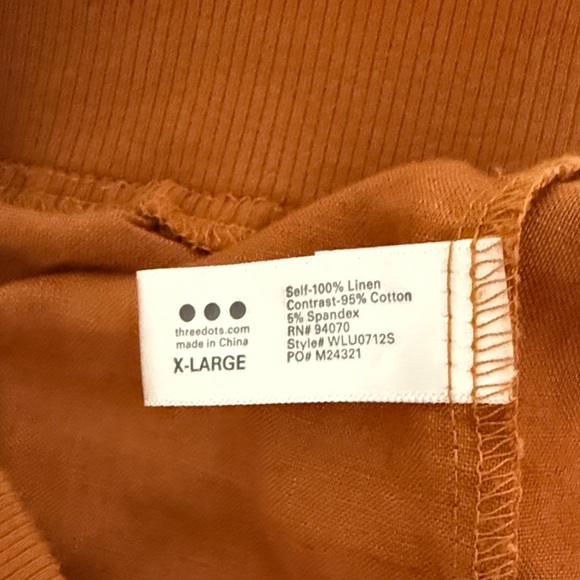 threedots.com
made in China
X-LARGE
Self-100% Linen
Contrast-95% Cotton
5% Spandex
RN# 94070
Style# WLU0712S
PO# M24321